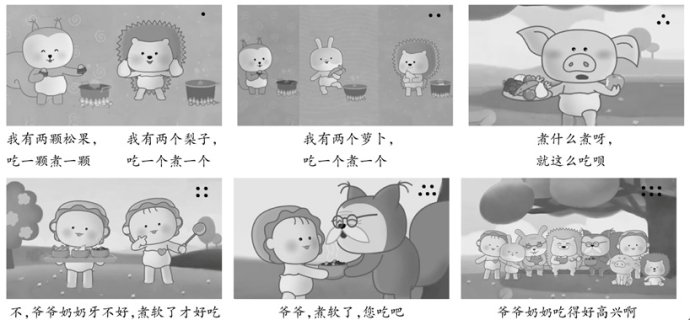 我有两颗松果，
吃一颗煮一颗
我有两个梨子，
吃一个煮一个
我有两个萝卜，
吃一个煮一个
煮什么煮呀，
就这么吃呗
不，爷爷奶奶牙不好，煮软了才好吃
爷爷，煮软了，您吃吧
爷爷奶奶吃得好高兴啊